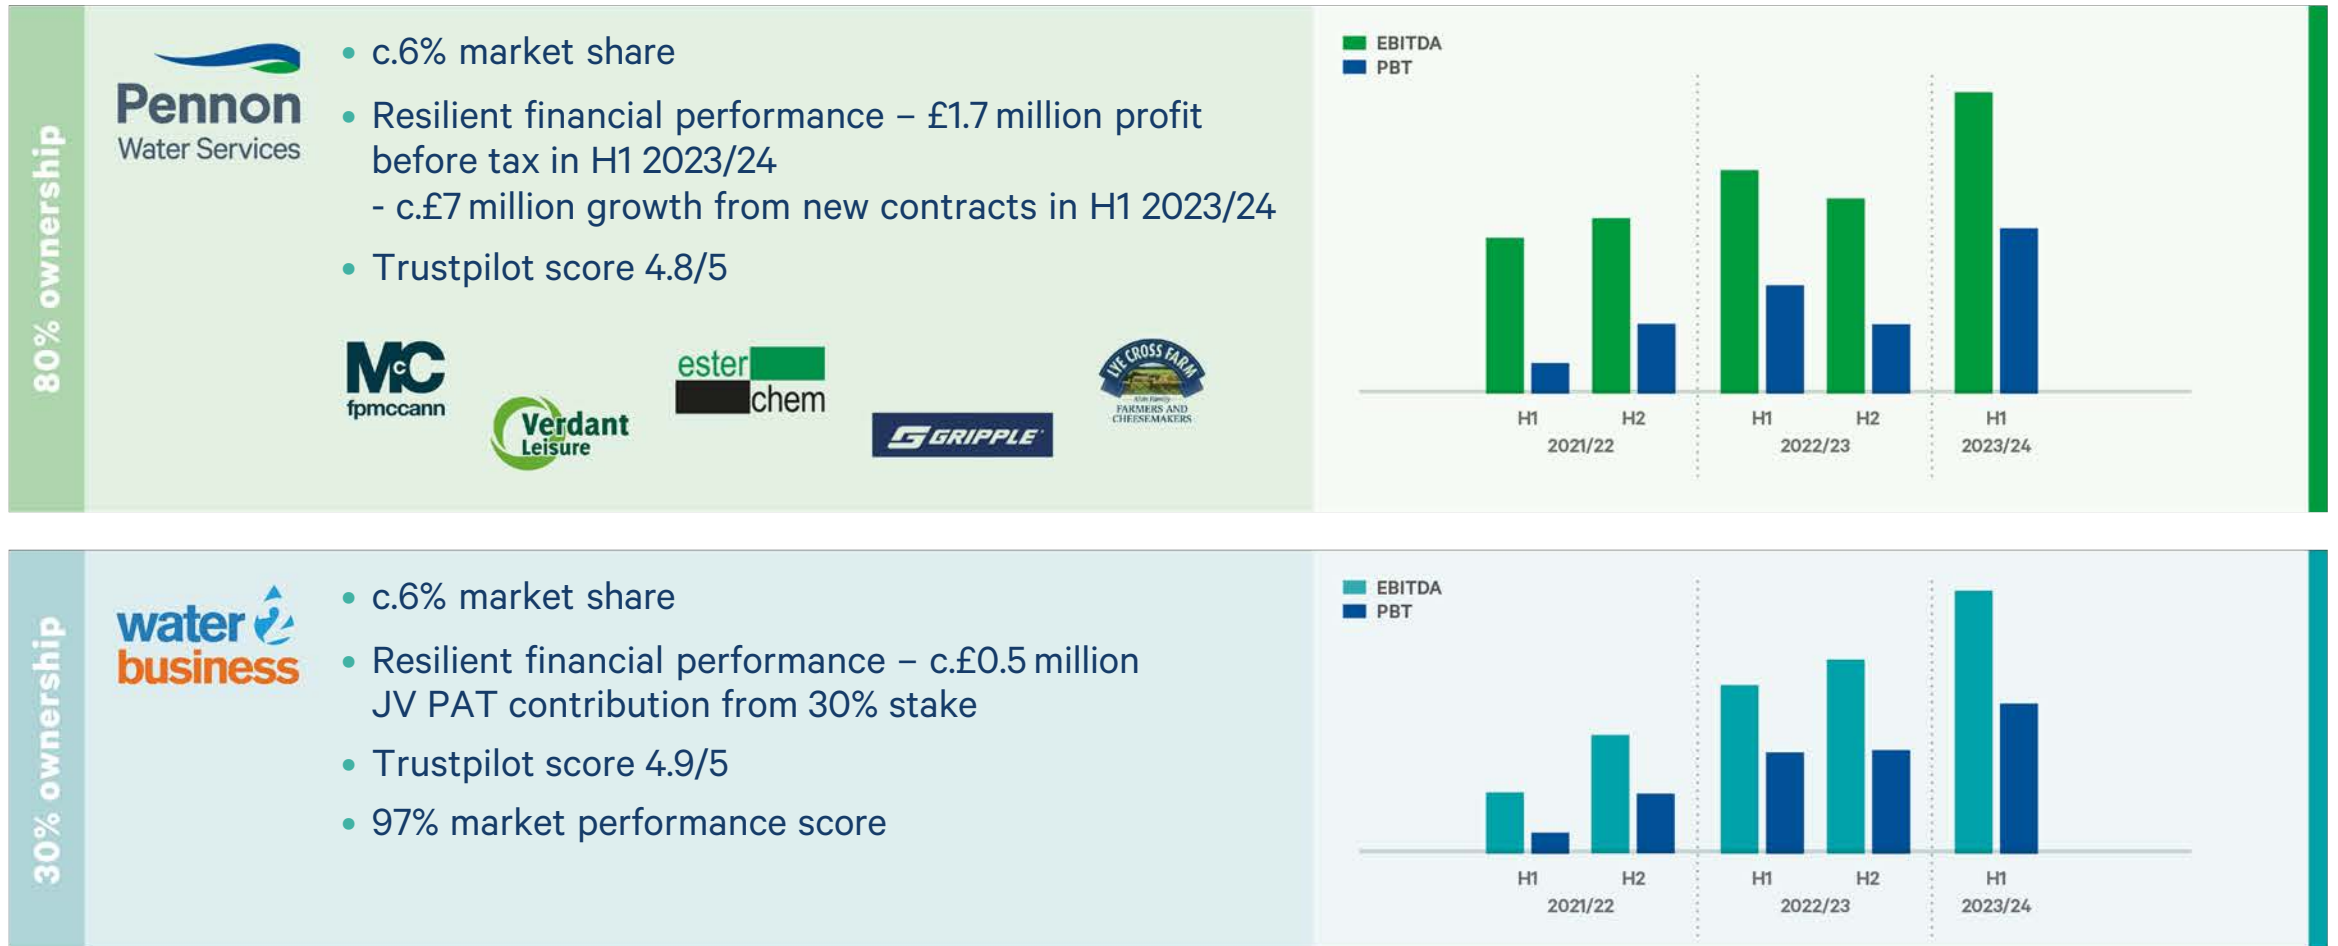 80% ownership
Pennon
Water Services
• c.6% market share
• Resilient financial performance – £1.7 million profit
before tax in H1 2023/24
- c.£7 million growth from new contracts in H1 2023/24
• Trustpilot score 4.8/5
McC
fpmccann
Verdant
Leisure
ester
chem
GRIPPLE
LYE CROSS FARM
Alvis Family
FARMERS AND
CHEESEMAKERS
EBITDA
PBT
H1 H2 H1 H2 H1
2021/22 2022/23 2023/24
30% ownership
water 2
business
• c.6% market share
• Resilient financial performance – c.£0.5 million
JV PAT contribution from 30% stake
• Trustpilot score 4.9/5
• 97% market performance score
EBITDA
PBT
H1 H2 H1 H2 H1
2021/22 2022/23 2023/24